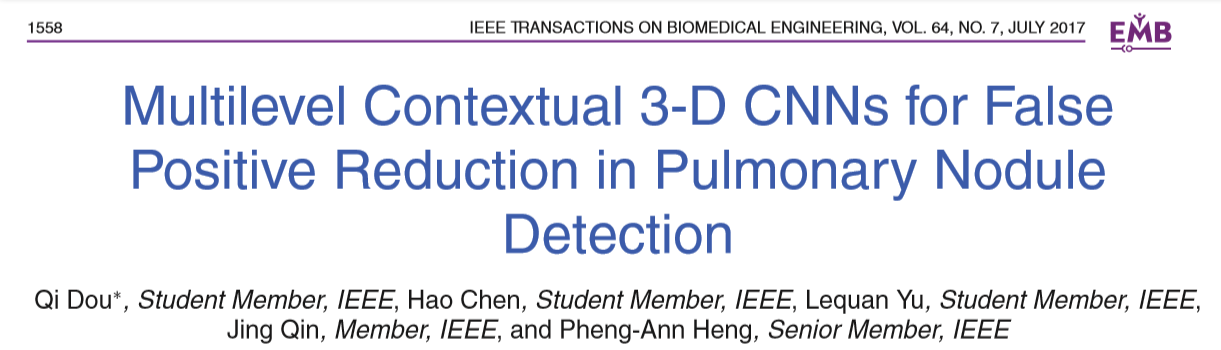 1558
IEEE TRANSACTIONS ON BIOMEDICAL ENGINEERING, VOL. 64, NO. 7, JULY 2017
EMB
Multilevel Contextual 3-D CNNs for False
Positive Reduction in Pulmonary Nodule
Detection
Qi Dou*, Student Member, IEEE, Hao Chen, Student Member, IEEE, Lequan Yu, Student Member, IEEE,
Jing Qin, Member, IEEE, and Pheng-Ann Heng, Senior Member, IEEE